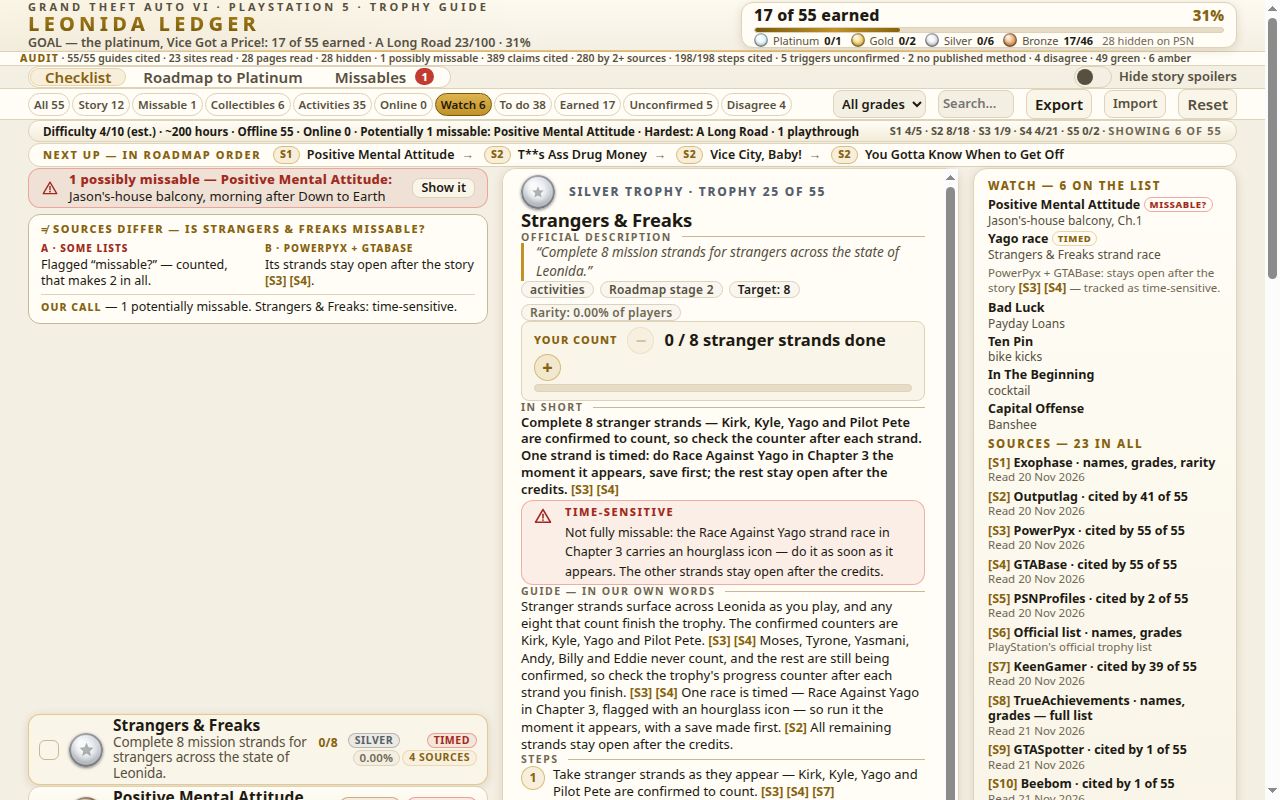 GRAND THEFT AUTO VI · PLAYSTATION 5 · TROPHY GUIDE
LEONIDA LEDGER
GOAL — the platinum, Vice Got a Price!: 17 of 55 earned · A Long Road 23/100 · 31%
17 of 55 earned 31%
Platinum 0/1 Gold 0/2 Silver 0/6 Bronze 17/46 28 hidden on PSN
AUDIT · 55/55 guides cited · 23 sites read · 28 pages read · 28 hidden · 1 possibly missable · 389 claims cited · 280 by 2+ sources · 198/198 steps cited · 5 triggers unconfirmed · 2 no published method · 4 disagree · 49 green · 6 amber
Checklist Roadmap to Platinum Missables 1
Hide story spoilers
All 55 Story 12 Missable 1 Collectibles 6 Activities 35 Online 0 Watch 6 To do 38 Earned 17 Unconfirmed 5 Disagree 4
All grades Search... Export Import Reset
Difficulty 4/10 (est.) · ~200 hours · Offline 55 · Online 0 · Potentially 1 missable: Positive Mental Attitude · Hardest: A Long Road · 1 playthrough
S1 4/5 · S2 8/18 · S3 1/9 · S4 4/21 · S5 0/2 · SHOWING 6 OF 55
NEXT UP — IN ROADMAP ORDER S1 Positive Mental Attitude → S2 T**s Ass Drug Money → S2 Vice City, Baby! → S2 You Gotta Know When to Get Off
1 possibly missable — Positive Mental Attitude:
Jason's-house balcony, morning after Down to Earth
Show it
≠ SOURCES DIFFER — IS STRANGERS & FREAKS MISSABLE?
A · SOME LISTS
Flagged “missable?” — counted,
that makes 2 in all.
B · POWERPYX + GTABASE
Its strands stay open after the story
[S3] [S4].
OUR CALL — 1 potentially missable. Strangers & Freaks: time-sensitive.
Strangers & Freaks
Complete 8 mission strands for
strangers across the state of
Leonida.
0/8
SILVER TIMED
0.00% 4 SOURCES
Positive Mental Attitude
SILVER TROPHY · TROPHY 25 OF 55
Strangers & Freaks
OFFICIAL DESCRIPTION
“Complete 8 mission strands for strangers across the state of
Leonida.”
activities Roadmap stage 2 Target: 8
Rarity: 0.00% of players
YOUR COUNT − 0 / 8 stranger strands done
+
IN SHORT
Complete 8 stranger strands — Kirk, Kyle, Yago and Pilot Pete
are confirmed to count, so check the counter after each strand.
One strand is timed: do Race Against Yago in Chapter 3 the
moment it appears, save first; the rest stay open after the
credits. [S3] [S4]
TIME-SENSITIVE
Not fully missable: the Race Against Yago strand race in
Chapter 3 carries an hourglass icon — do it as soon as it
appears. The other strands stay open after the credits.
GUIDE — IN OUR OWN WORDS
Stranger strands surface across Leonida as you play, and any
eight that count finish the trophy. The confirmed counters are
Kirk, Kyle, Yago and Pilot Pete. [S3] [S4] Moses, Tyrone, Yasmani,
Andy, Billy and Eddie never count, and the rest are still being
confirmed, so check the trophy's progress counter after each
strand you finish. [S3] [S4] One race is timed — Race Against Yago
in Chapter 3, flagged with an hourglass icon — so run it the
moment it appears, with a save made first. [S2] All remaining
strands stay open after the credits.
STEPS
1 Take stranger strands as they appear — Kirk, Kyle, Yago and
Pilot Pete are confirmed to count. [S3] [S4] [S7]
WATCH — 6 ON THE LIST
Positive Mental Attitude MISSABLE?
Jason's-house balcony, Ch.1
Yago race TIMED
Strangers & Freaks strand race
PowerPyx + GTABase: stays open after the
story [S3] [S4] — tracked as time-sensitive.
Bad Luck
Payday Loans
Ten Pin
bike kicks
In The Beginning
cocktail
Capital Offense
Banshee
SOURCES — 23 IN ALL
[S1] Exophase · names, grades, rarity
Read 20 Nov 2026
[S2] Outputlag · cited by 41 of 55
Read 20 Nov 2026
[S3] PowerPyx · cited by 55 of 55
Read 20 Nov 2026
[S4] GTABase · cited by 55 of 55
Read 20 Nov 2026
[S5] PSNProfiles · cited by 2 of 55
Read 20 Nov 2026
[S6] Official list · names, grades
PlayStation's official trophy list
[S7] KeenGamer · cited by 39 of 55
Read 20 Nov 2026
[S8] TrueAchievements · names,
grades — full list
Read 21 Nov 2026
[S9] GTASpotter · cited by 1 of 55
Read 21 Nov 2026
[S10] Beebom · cited by 1 of 55
Read 21 Nov 2026